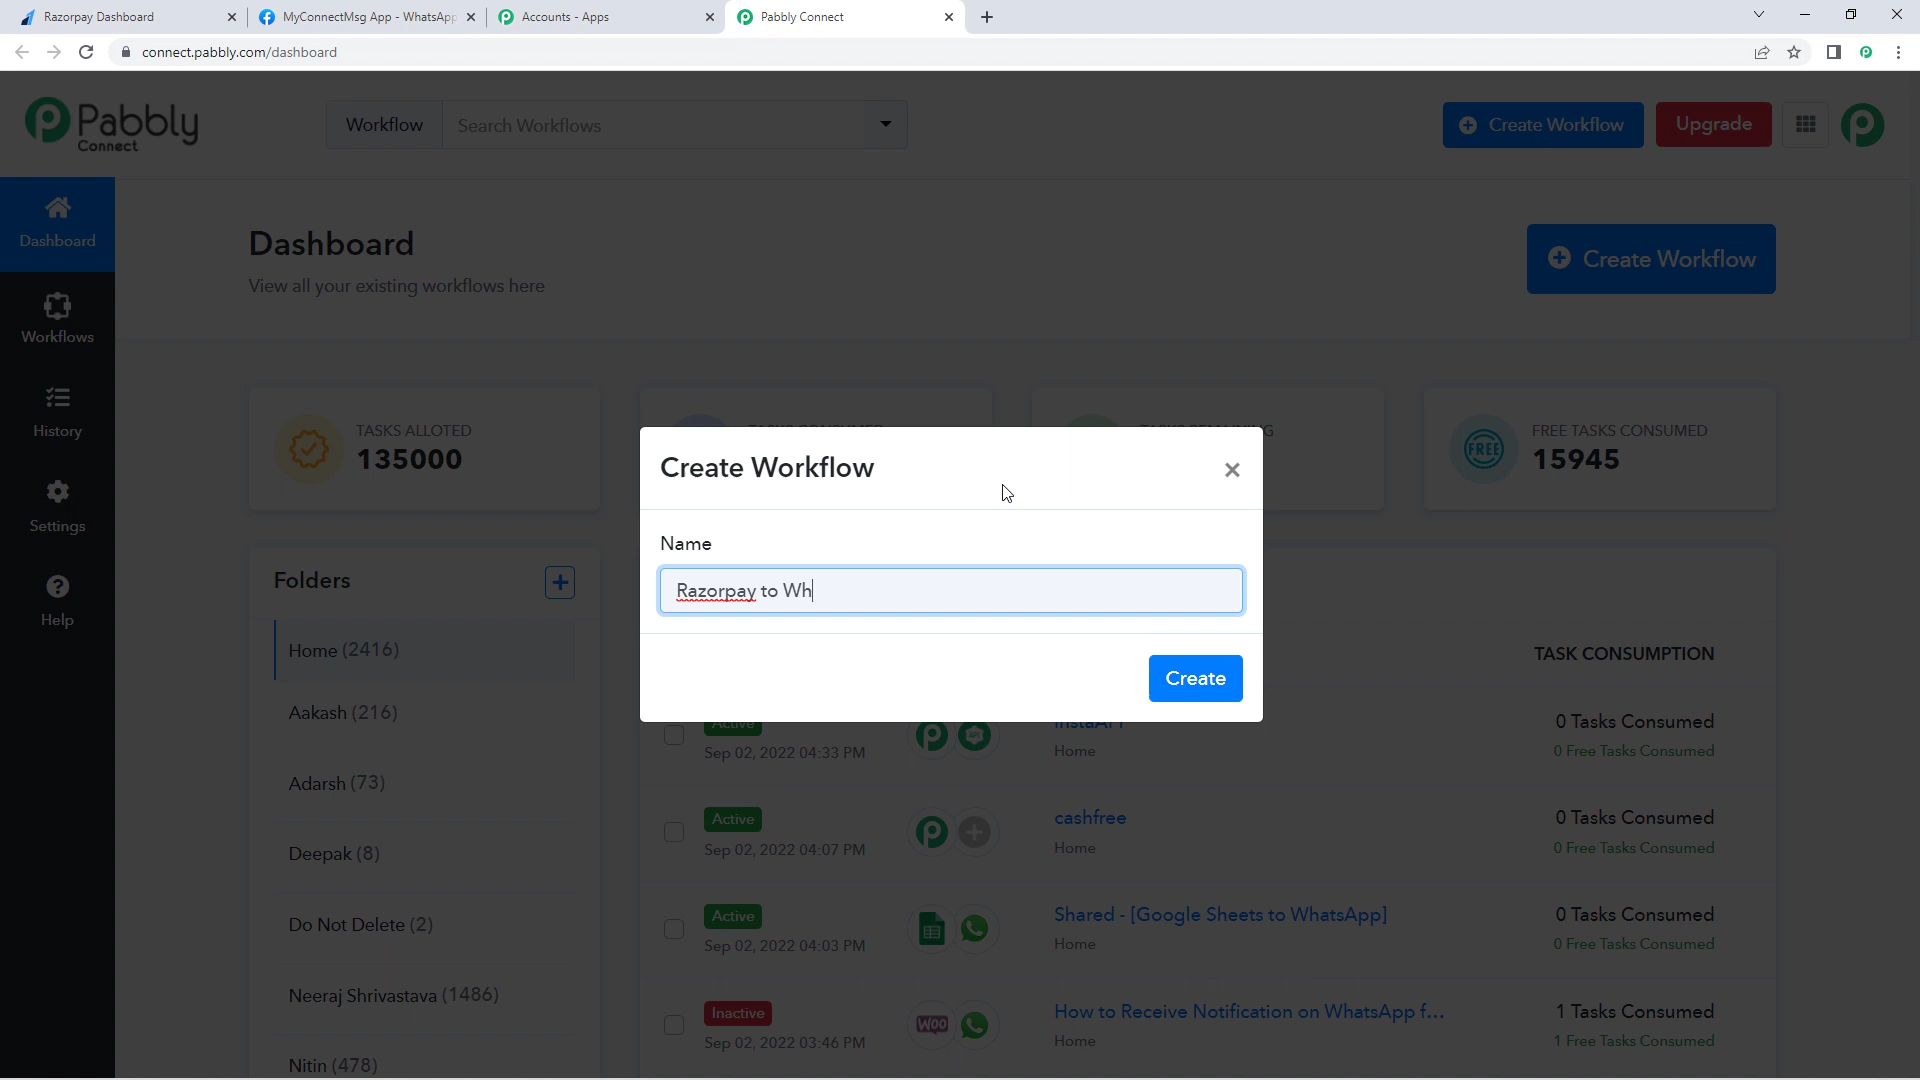 Razorpay Dashboard
MyConnectMsg App - WhatsApp
Accounts - Apps
Pabbly Connect
connect.pabbly.com/dashboard
Pabbly
Connect
Workflow
Search Workflows
Create Workflow
Upgrade
Dashboard
Workflows
History
Settings
Help
Dashboard
View all your existing workflows here
Create Workflow
TASKS ALLOTED
135000
FREE
FREE TASKS CONSUMED
15945
Create Workflow
Name
Razorpay to Wh
Create
Folders
Home (2416)
Aakash (216)
Adarsh (73)
Deepak (8)
Do Not Delete (2)
Neeraj Shrivastava (1486)
Nitin (478)
TASK CONSUMPTION
Active
Sep 02, 2022 04:33 PM
Home
0 Tasks Consumed
0 Free Tasks Consumed
Active
Sep 02, 2022 04:07 PM
cashfree
Home
0 Tasks Consumed
0 Free Tasks Consumed
Active
Sep 02, 2022 04:03 PM
Shared - [Google Sheets to WhatsApp]
Home
0 Tasks Consumed
0 Free Tasks Consumed
Inactive
Sep 02, 2022 03:46 PM
WOO
How to Receive Notification on WhatsApp f...
Home
1 Tasks Consumed
1 Free Tasks Consumed